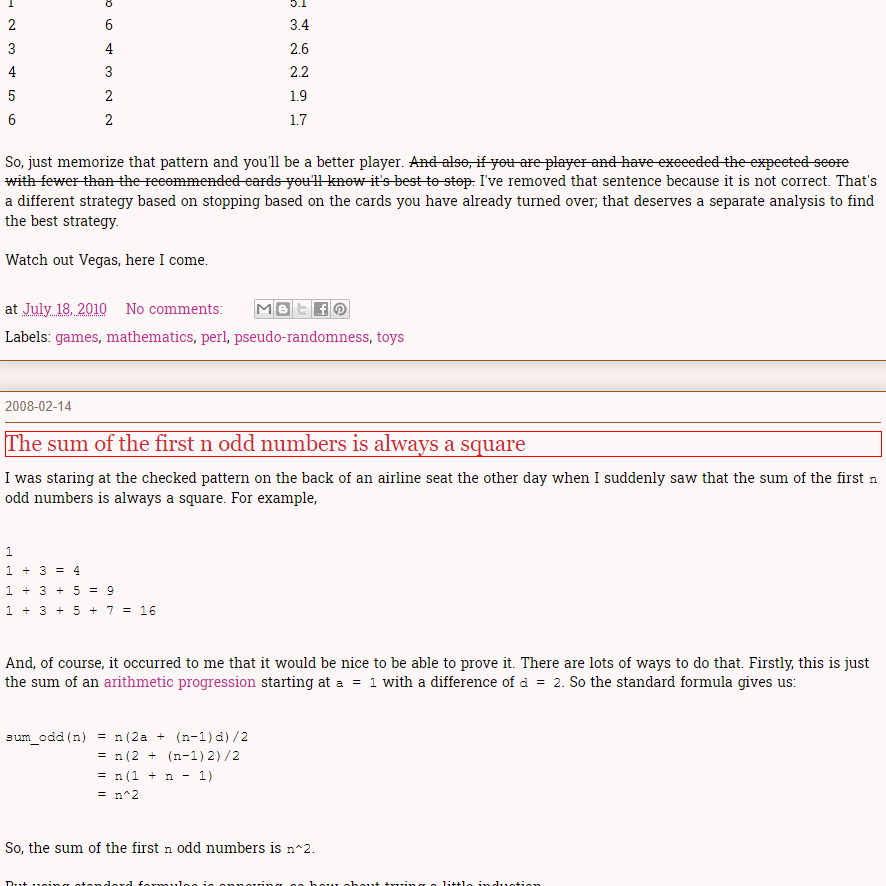 1 8 5.1
2 6 3.4
3 4 2.6
4 3 2.2
5 2 1.9
6 2 1.7
So, just memorize that pattern and you'll be a better player. And also, if you are player and have exceeded the expected score
with fewer than the recommended cards you'll know it's best to stop. I've removed that sentence because it is not correct. That's
a different strategy based on stopping based on the cards you have already turned over; that deserves a separate analysis to find
the best strategy.
Watch out Vegas, here I come.
at July 18, 2010 No comments:
Labels: games, mathematics, perl, pseudo-randomness, toys
2008-02-14
The sum of the first n odd numbers is always a square
I was staring at the checked pattern on the back of an airline seat the other day when I suddenly saw that the sum of the first n
odd numbers is always a square. For example,
1
1 + 3 = 4
1 + 3 + 5 = 9
1 + 3 + 5 + 7 = 16
And, of course, it occurred to me that it would be nice to be able to prove it. There are lots of ways to do that. Firstly, this is just
the sum of an arithmetic progression starting at a = 1 with a difference of d = 2. So the standard formula gives us:
sum_odd(n) = n(2a + (n-1)d)/2
= n(2 + (n-1)2)/2
= n(1 + n - 1)
= n^2
So, the sum of the first n odd numbers is n^2.
But using standard formulae is annoying, so how about trying a little induction.